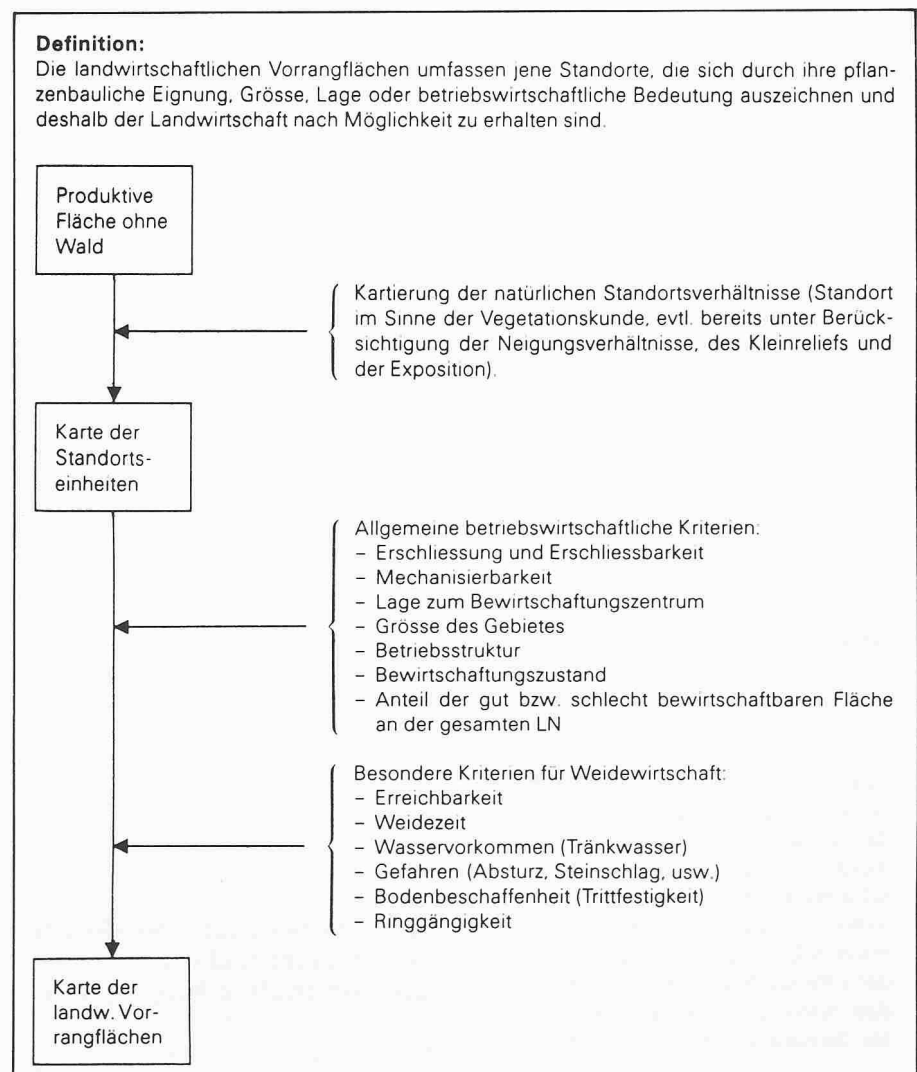 Definition:
Die landwirtschaftlichen Vorrangflächen umfassen jene Standorte, die sich durch ihre pflan-
zenbauliche Eignung, Grösse, Lage oder betriebswirtschaftliche Bedeutung auszeichnen und
deshalb der Landwirtschaft nach Möglichkeit zu erhalten sind.
Produktive
Fläche ohne
Wald
Kartierung der natürlichen Standortsverhältnisse (Standort
im Sinne der Vegetationskunde, evtl. bereits unter Berück-
sichtigung der Neigungsverhältnisse, des Kleinreliefs und
der Exposition).
Karte der
Standorts-
einheiten
Allgemeine betriebswirtschaftliche Kriterien:
– Erschliessung und Erschliessbarkeit
– Mechanisierbarkeit
– Lage zum Bewirtschaftungszentrum
– Grösse des Gebietes
– Betriebsstruktur
– Bewirtschaftungszustand
– Anteil der gut bzw. schlecht bewirtschaftbaren Fläche
an der gesamten LN
Besondere Kriterien für Weidewirtschaft:
– Erreichbarkeit
– Weidezeit
– Wasservorkommen (Tränkwasser)
– Gefahren (Absturz, Steinschlag, usw.)
– Bodenbeschaffenheit (Trittfestigkeit)
– Ringgängigkeit
Karte der
landw. Vor-
rangflächen